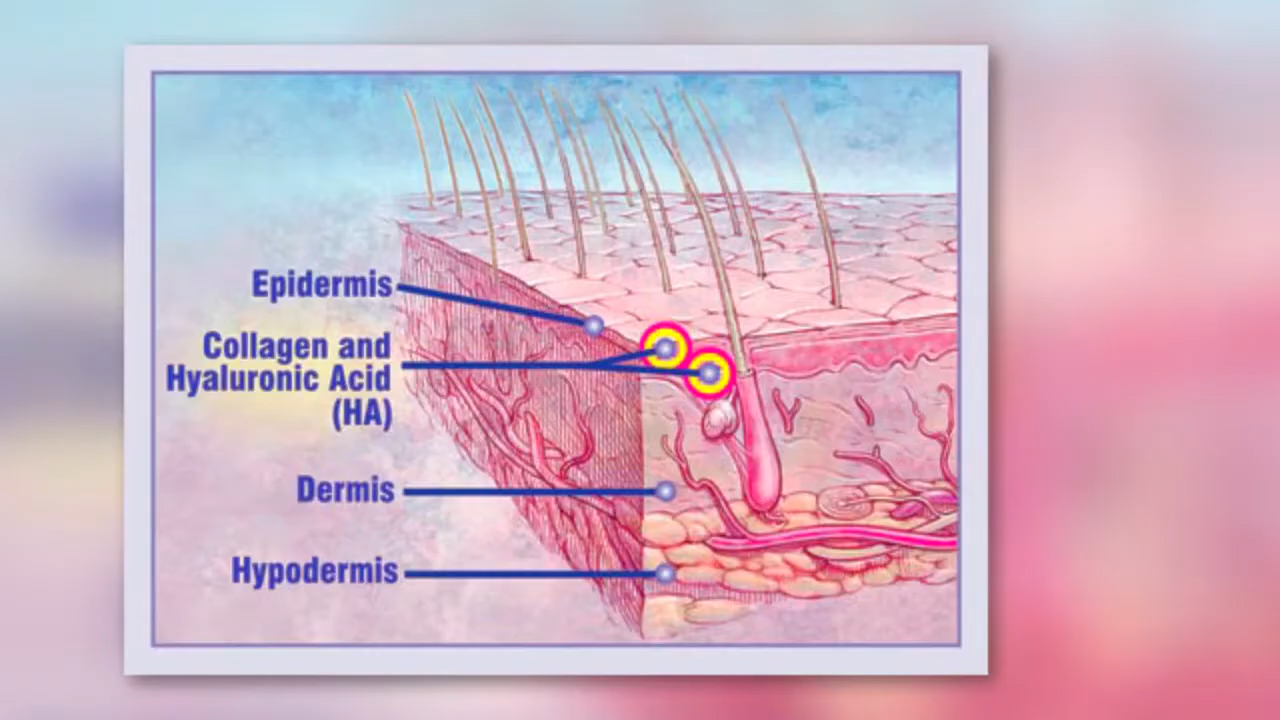 Epidermis
Collagen and
Hyaluronic Acid
(HA)
Dermis
Hypodermis